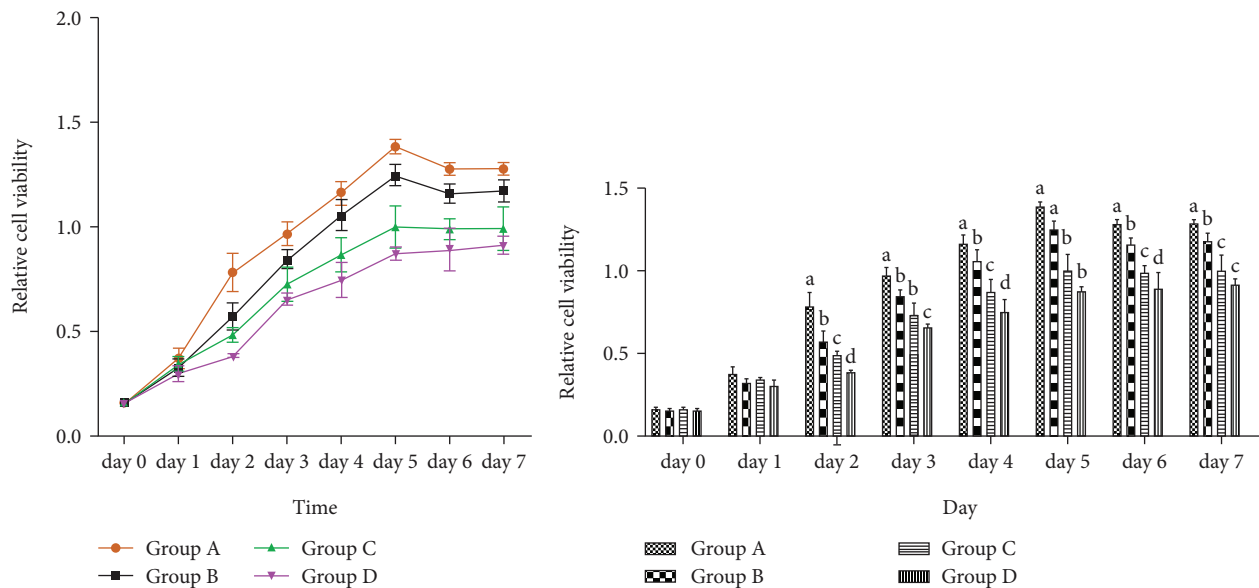 2.0
1.5
1.0
0.5
0.0
Relative cell viability
day 0 day 1 day 2 day 3 day 4 day 5 day 6 day 7
Time
Group A
Group B
Group C
Group D
1.5
1.0
0.5
0.0
Relative cell viability
a b c d
a b b c
a b c d
a a b b
a b c d
a b c c
day 0 day 1 day 2 day 3 day 4 day 5 day 6 day 7
Day
Group A
Group B
Group C
Group D